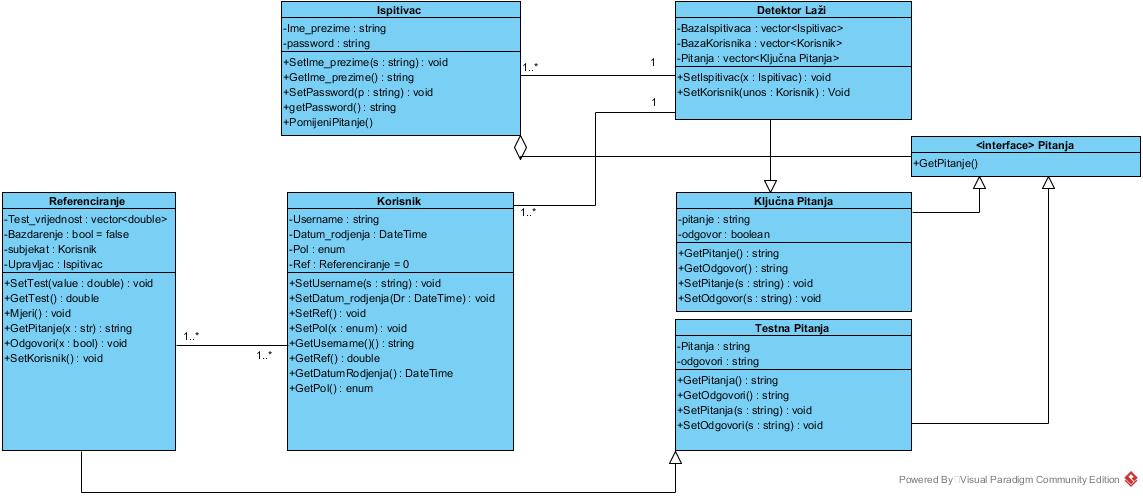 Ispitivac
-Ime_prezime : string
-password : string
+SetIme_prezime(s : string) : void
+GetIme_prezime() : string
+SetPassword(p : string) : void
+getPassword() : string
+PomijeniPitanje()
1..*
1
Detektor Laži
-BazaIspitivaca : vector<Ispitivac>
-BazaKorisnika : vector<Korisnik>
-Pitanja : vector<Ključna Pitanja>
+SetIspitivac(x : Ispitivac) : void
+SetKorisnik(unos : Korisnik) : Void
1
1..*
<interface> Pitanja
+GetPitanje()
Referenciranje
-Test_vrijednost : vector<double>
-Bazdarenje : bool = false
-subjekat : Korisnik
-Upravljac : Ispitivac
+SetTest(value : double) : void
+GetTest() : double
+Mjeri() : void
+GetPitanje(x : str) : string
+Odgovori(x : bool) : void
+SetKorisnik() : void
1..*
1..*
Korisnik
-Username : string
-Datum_rodjenja : DateTime
-Pol : enum
-Ref : Referenciranje = 0
+SetUsername(s : string) : void
+SetDatum_rodjenja(Dr : DateTime) : void
+SetRef() : void
+SetPol(x : enum) : void
+GetUsername()() : string
+GetRef() : double
+GetDatumRodjenja() : DateTime
+GetPol() : enum
Ključna Pitanja
-pitanje : string
-odgovor : boolean
+GetPitanje() : string
+GetOdgovor() : string
+SetPitanje(s : string) : void
+SetOdgovor(s : string) : void
Testna Pitanja
-Pitanja : string
-odgovori : string
+GetPitanja() : string
+GetOdgovori() : string
+SetPitanja(s : string) : void
+SetOdgovori(s : string) : void
Powered By Visual Paradigm Community Edition